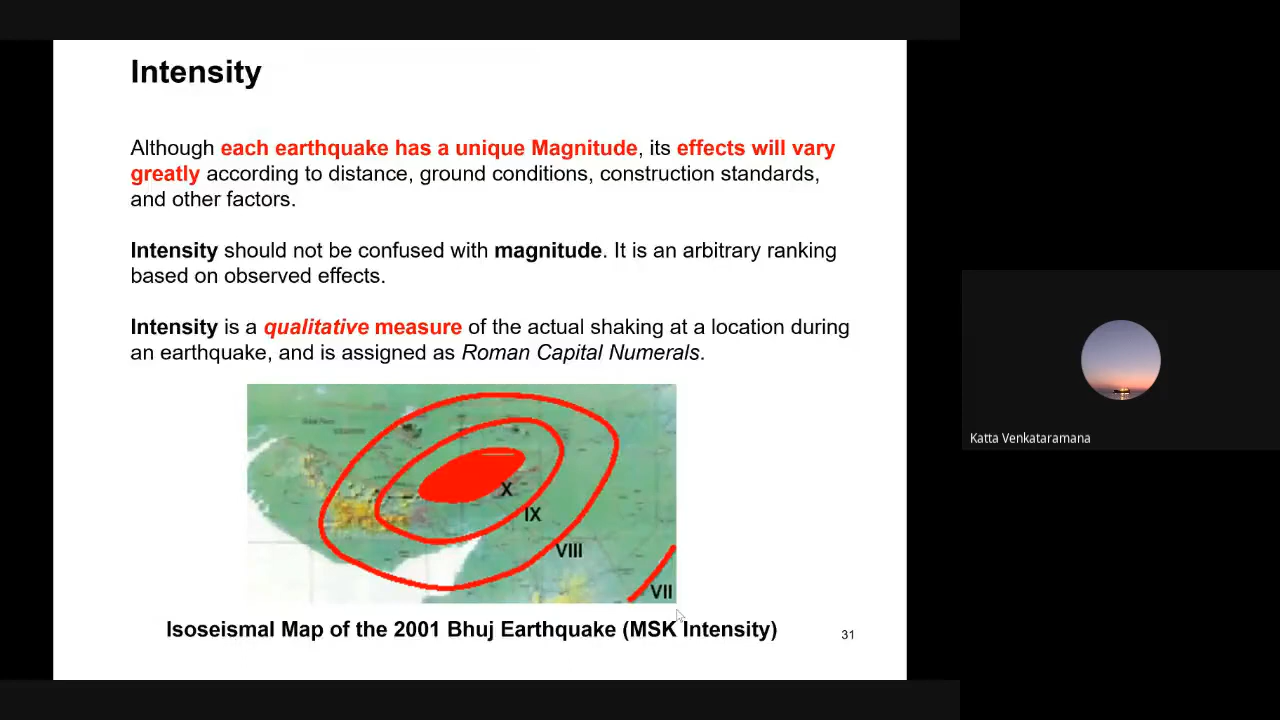 Intensity
Although each earthquake has a unique Magnitude, its effects will vary
greatly according to distance, ground conditions, construction standards,
and other factors.
Intensity should not be confused with magnitude. It is an arbitrary ranking
based on observed effects.
Intensity is a qualitative measure of the actual shaking at a location during
an earthquake, and is assigned as Roman Capital Numerals.
X
IX
VIII
VII
Isoseismal Map of the 2001 Bhuj Earthquake (MSK Intensity)
31
Katta Venkataramana